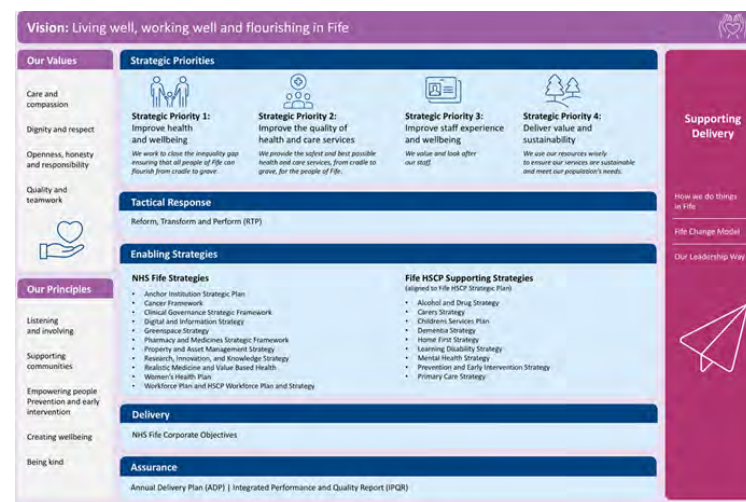 Vision: Living well, working well and flourishing in Fife
Our Values
Care and
compassion
Dignity and respect
Openness, honesty
and responsibility
Quality and
teamwork
Our Principles
Listening
and involving
Supporting
communities
Empowering people
Prevention and early
intervention
Creating wellbeing
Being kind
Strategic Priorities
Strategic Priority 1:
Improve health
and wellbeing
We work to close the inequality gap
ensuring that all people of Fife can
flourish from cradle to grave.
Strategic Priority 2:
Improve the quality of
health and care services
We provide the safest and best possible
health and care services, from cradle to
grave, for the people of Fife.
Strategic Priority 3:
Improve staff experience
and wellbeing
We value and look after
our staff.
Strategic Priority 4:
Deliver value and
sustainability
We use our resources wisely
to ensure our services are sustainable
and meet our population's needs.
Tactical Response
Reform, Transform and Perform (RTP)
Enabling Strategies
NHS Fife Strategies
• Anchor Institution Strategic Plan
• Cancer Framework
• Clinical Governance Strategic Framework
• Digital and Information Strategy
• Greenspace Strategy
• Pharmacy and Medicines Strategic Framework
• Property and Asset Management Strategy
• Research, Innovation, and Knowledge Strategy
• Realistic Medicine and Value Based Health
• Women's Health Plan
• Workforce Plan and HSCP Workforce Plan and Strategy
Fife HSCP Supporting Strategies
(aligned to Fife HSCP Strategic Plan)
• Alcohol and Drug Strategy
• Carers Strategy
• Childrens Services Plan
• Dementia Strategy
• Home First Strategy
• Learning Disability Strategy
• Mental Health Strategy
• Prevention and Early Intervention Strategy
• Primary Care Strategy
Delivery
NHS Fife Corporate Objectives
Assurance
Annual Delivery Plan (ADP) | Integrated Performance and Quality Report (IPQR)
Supporting
Delivery
How we do things
in Fife
Fife Change Model
Our Leadership Way